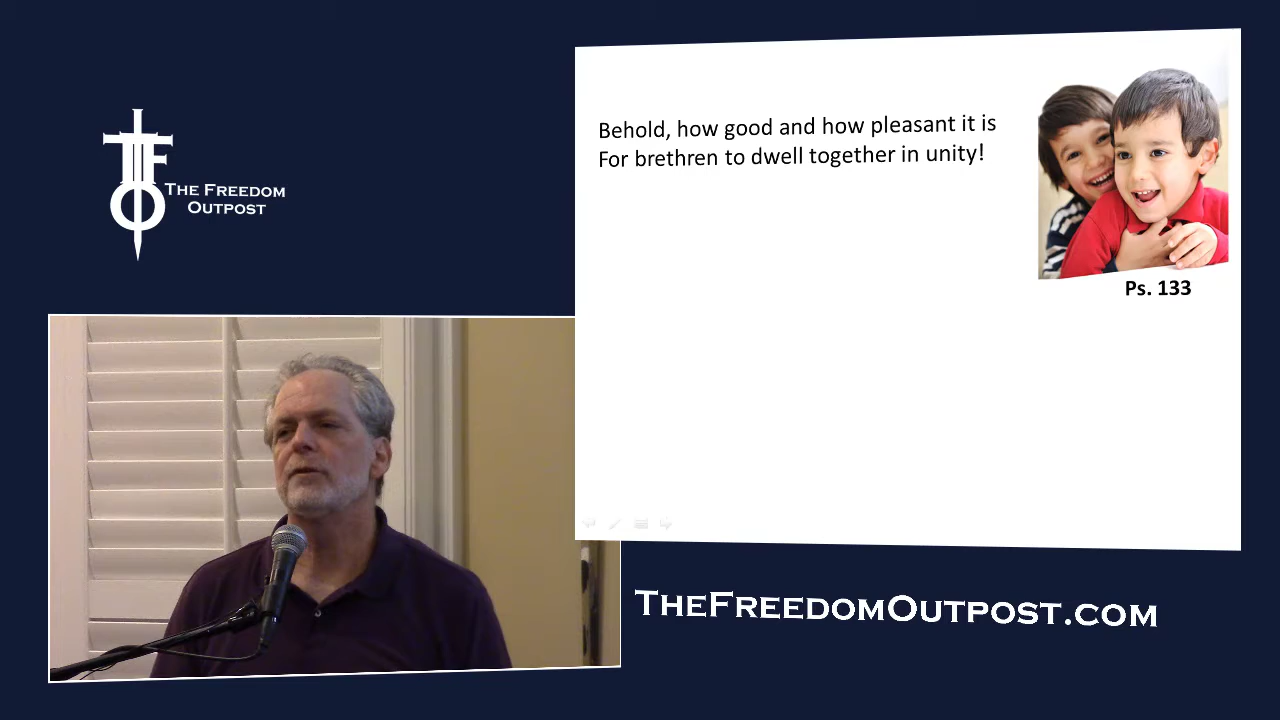 TFO
THE FREEDOM
OUTPOST
Behold, how good and how pleasant it is
For brethren to dwell together in unity!
Ps. 133
THEFREEDOMOUTPOST.COM